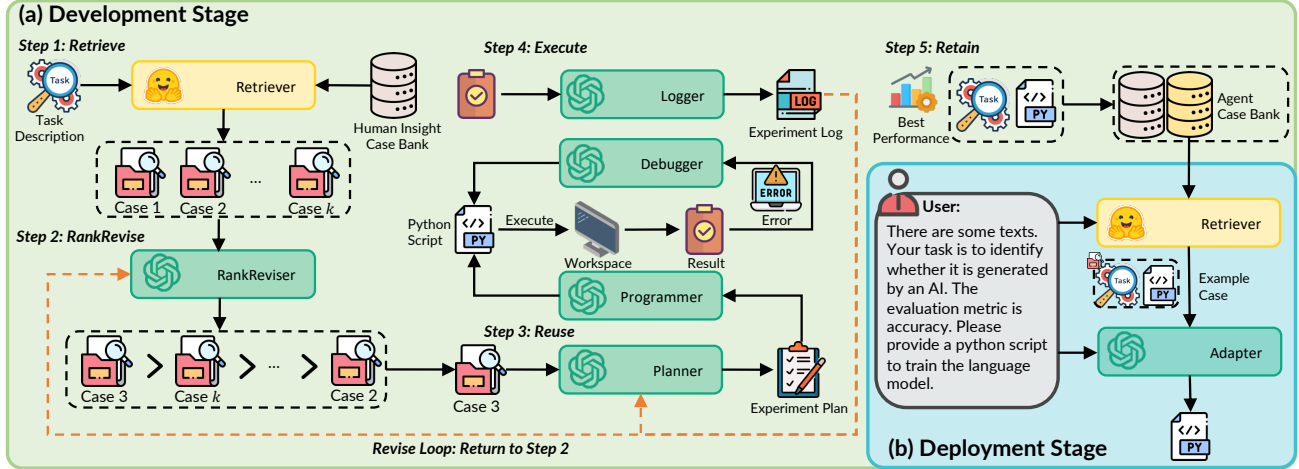 (a) Development Stage
Step 1: Retrieve
Task
Task
Description
Retriever
Human Insight
Case Bank
Case 1
Case 2
...
Case k
Step 2: RankRevise
RankReviser
Case 3
Case k
...
Case 2
Revise Loop: Return to Step 2
Step 4: Execute
Logger
LOG
Experiment Log
Debugger
ERROR
Error
Python
Script
</>
PY
Execute
Workspace
Result
Programmer
Step 3: Reuse
Case 3
Planner
Experiment Plan
Step 5: Retain
Best
Performance
Task
</>
PY
Agent
Case Bank
User:
There are some texts.
Your task is to identify
whether it is generated
by an AI. The
evaluation metric is
accuracy. Please
provide a python script
to train the language
model.
Retriever
Task
</>
PY
Example
Case
Adapter
</>
PY
(b) Deployment Stage